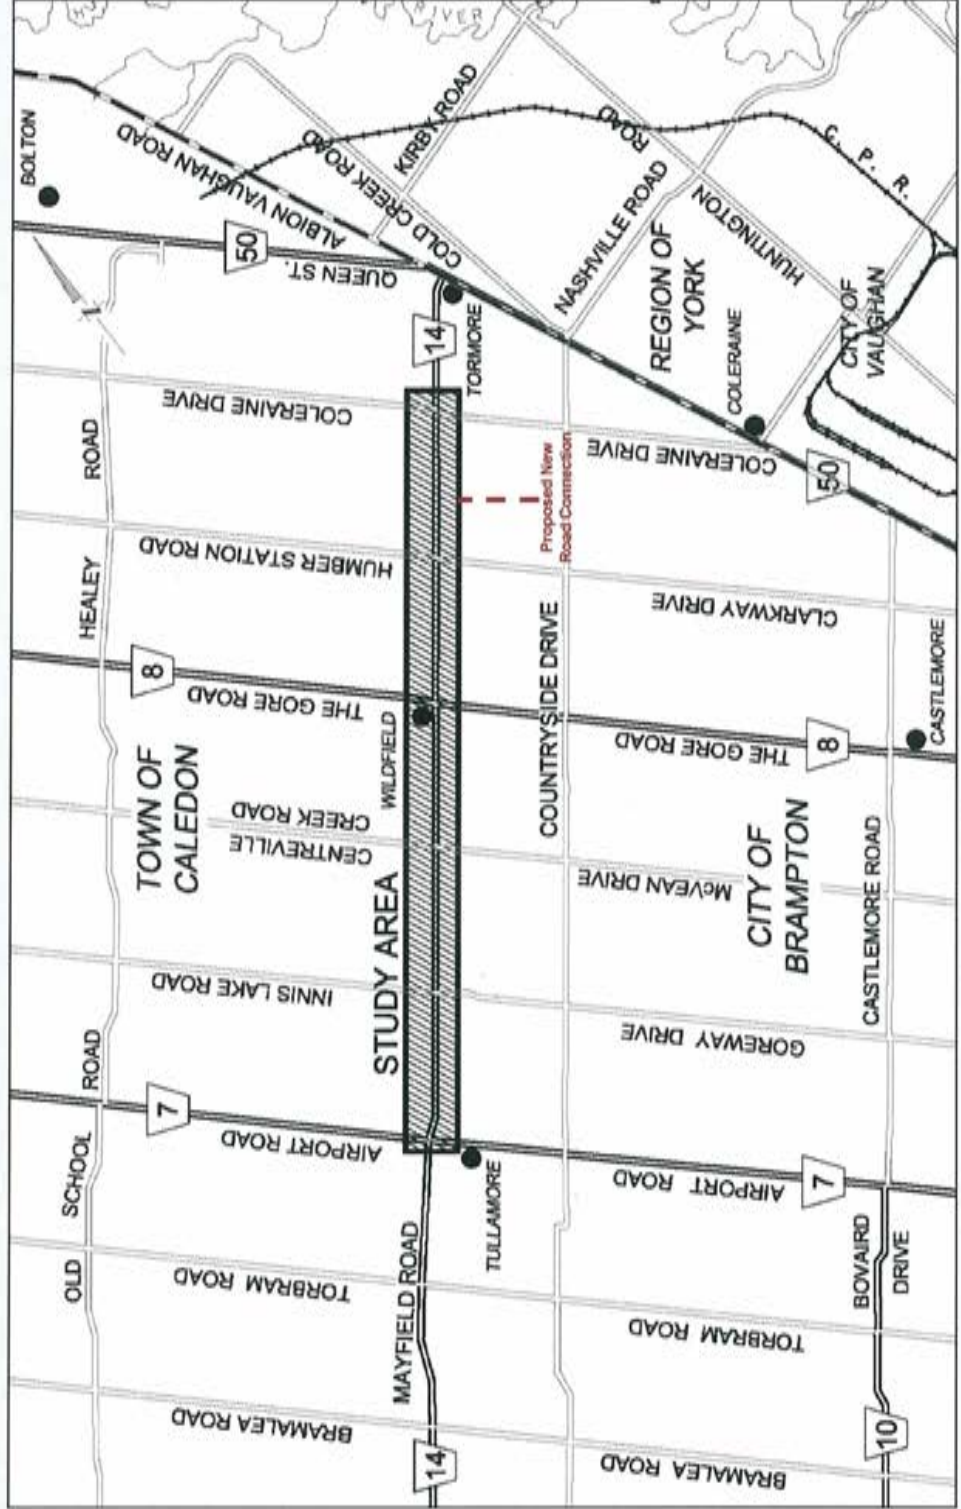 RIVER
BOLTON
ALBION VAUGHAN ROAD
50
QUEEN ST.
KIRBY ROAD
COLD CREEK ROAD
ROAD
HUNTINGTON
NASHVILLE ROAD
C. P. R.
REGION OF
YORK
CITY OF
VAUGHAN
COLERAINE
50
14
TORMORE
COLERAINE DRIVE
COLERAINE DRIVE
Proposed New
Road Connection
HEALEY
ROAD
HUMBER STATION ROAD
CLARKWAY DRIVE
8
THE GORE ROAD
WILDFIELD
COUNTRYSIDE DRIVE
THE GORE ROAD
8
CASTLEMORE
TOWN OF
CALEDON
CENTREVILLE
CREEK ROAD
McVEAN DRIVE
CITY OF
BRAMPTON
CASTLEMORE ROAD
STUDY AREA
INNIS LAKE ROAD
GOREWAY DRIVE
OLD
SCHOOL
ROAD
7
AIRPORT ROAD
TULLAMORE
AIRPORT ROAD
7
TORBRAM ROAD
MAYFIELD ROAD
TORBRAM ROAD
BOVAIRD
DRIVE
BRAMALEA ROAD
14
BRAMALEA ROAD
10